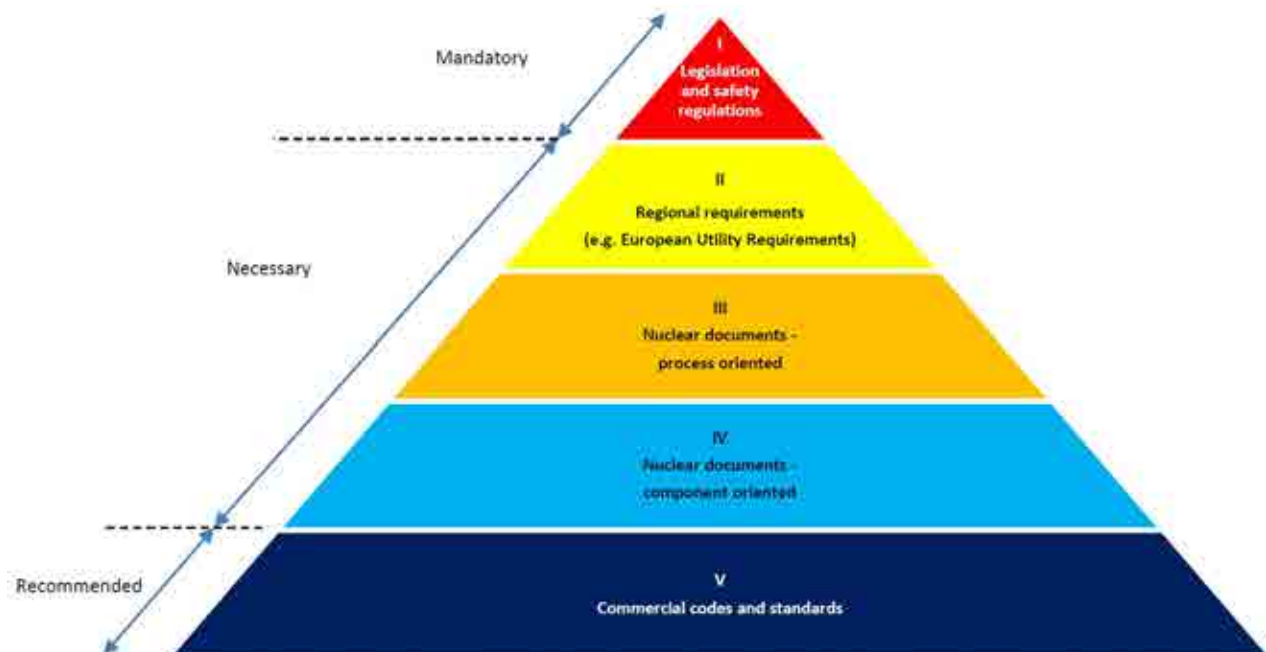 Mandatory
I
Legislation
and safety
regulations
II
Regional requirements
(e.g. European Utility Requirements)
Necessary
III
Nuclear documents -
process oriented
IV
Nuclear documents -
component oriented
Recommended
V
Commercial codes and standards